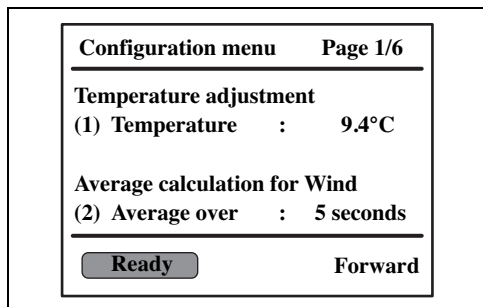 Configuration menu Page 1/6
Temperature adjustment
(1) Temperature : 9.4°C
Average calculation for Wind
(2) Average over : 5 seconds
Ready Forward